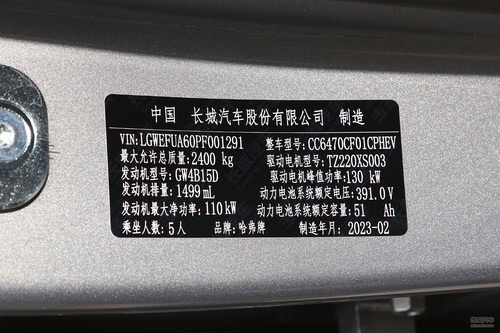 中国 长城汽车股份有限公司 制造
VIN:LGWEFUA60PF001291 整车型号:CC6470CF01CPHEV
最大允许总质量:2400 kg 驱动电机型号:TZ220XS003
发动机型号:GW4B15D 驱动电机峰值功率:130 kW
发动机排量:1499mL 动力电池系统额定电压:391.0V
发动机最大净功率:110kW 动力电池系统额定容量:51 Ah
乘坐人数:5人 品牌:哈弗牌 制造年月:2023-02